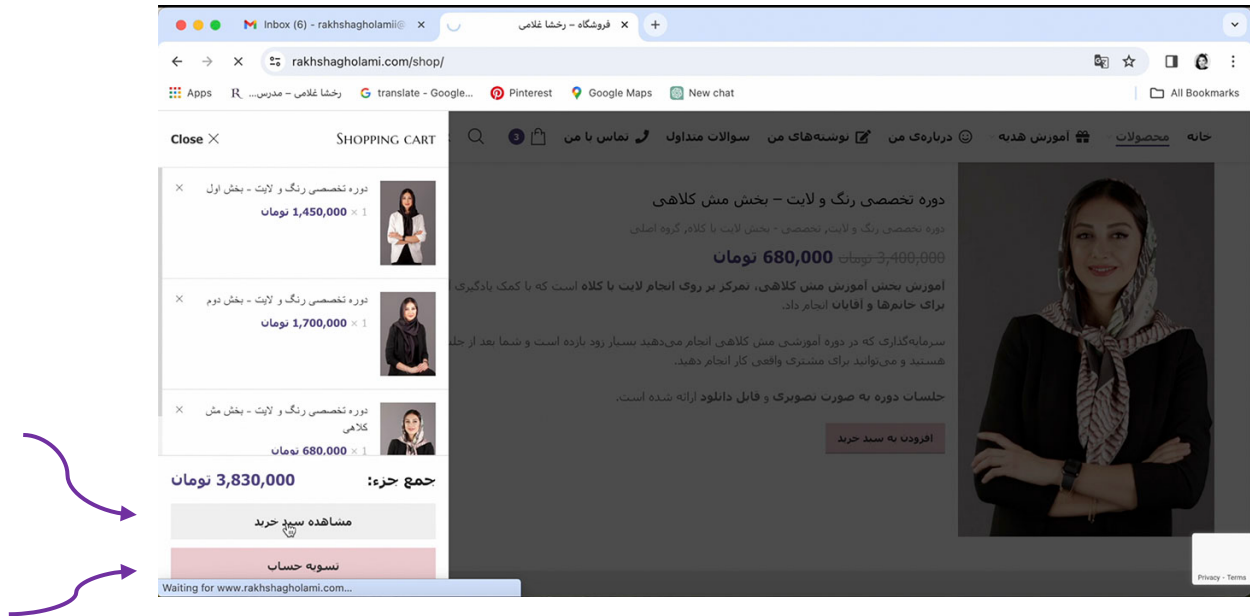 Inbox (6) - rakhshagholamii@
فروشگاه – رخشا غلامی
rakhshagholami.com/shop/
Apps
رخشا غلامی – مدرس...
translate - Google...
Pinterest
Google Maps
New chat
All Bookmarks
Close
SHOPPING CART
3
خانه
محصولات
آموزش هدیه
درباره‌ی من
نوشته‌های من
سوالات متداول
تماس با من
دوره تخصصی رنگ و لایت - بخش اول
1 × 1,450,000 تومان
دوره تخصصی رنگ و لایت - بخش دوم
1 × 1,700,000 تومان
دوره تخصصی رنگ و لایت - بخش مش
کلاهی
1 × 680,000 تومان
جمع جزء:
3,830,000 تومان
مشاهده سبد خرید
تسویه حساب
Waiting for www.rakhshagholami.com...
دوره تخصصی رنگ و لایت – بخش مش کلاهی
دوره تخصصی رنگ و لایت, تخصصی - بخش لایت با کلاه, گروه اصلی
3,400,000 تومان 680,000 تومان
آموزش بخش آموزش مش کلاهی، تمرکز بر روی انجام لایت با کلاه است که با کمک یادگیری
برای خانم‌ها و آقایان انجام داد.
سرمایه‌گذاری که در دوره آموزشی مش کلاهی انجام می‌دهید بسیار زود بازده است و شما بعد از
هستید و می‌توانید برای مشتری واقعی کار انجام دهید.
جلسات دوره به صورت تصویری و قابل دانلود ارائه شده است.
افزودن به سبد خرید
Privacy - Terms